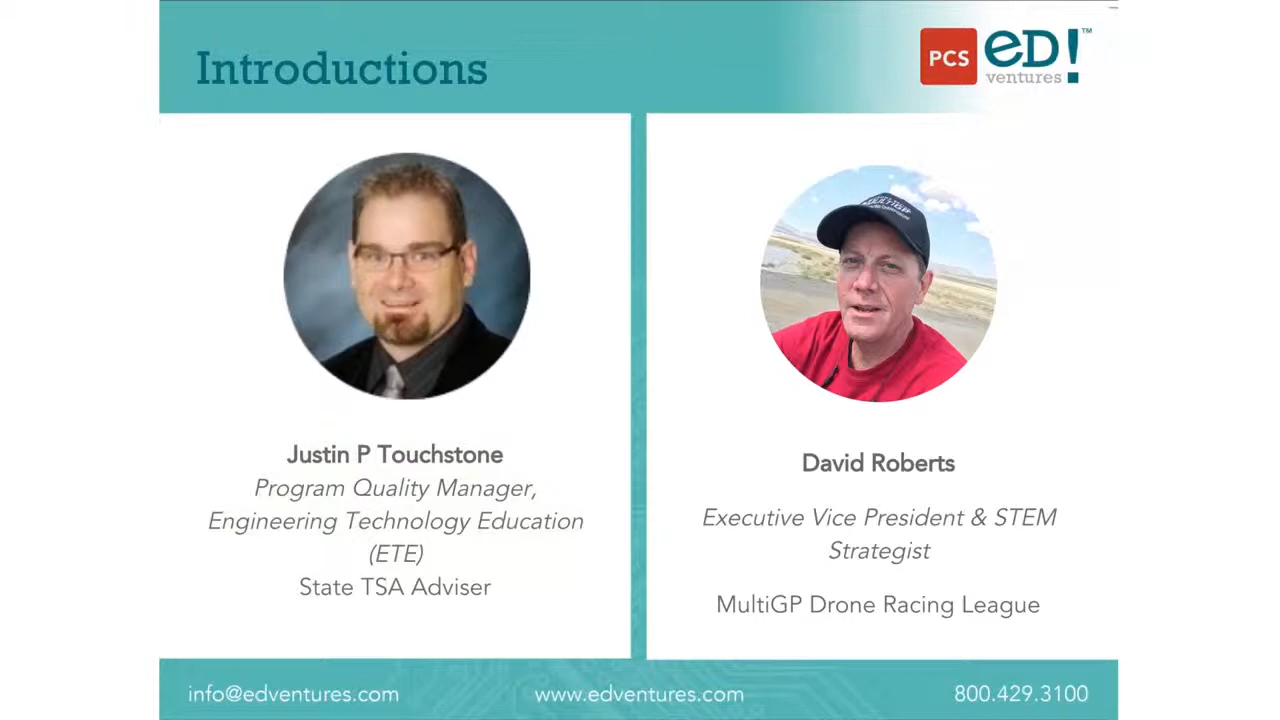 Introductions
PCS
eD!™
ventures
Justin P Touchstone
Program Quality Manager,
Engineering Technology Education
(ETE)
State TSA Adviser
David Roberts
Executive Vice President & STEM
Strategist
MultiGP Drone Racing League
info@edventures.com
www.edventures.com
800.429.3100